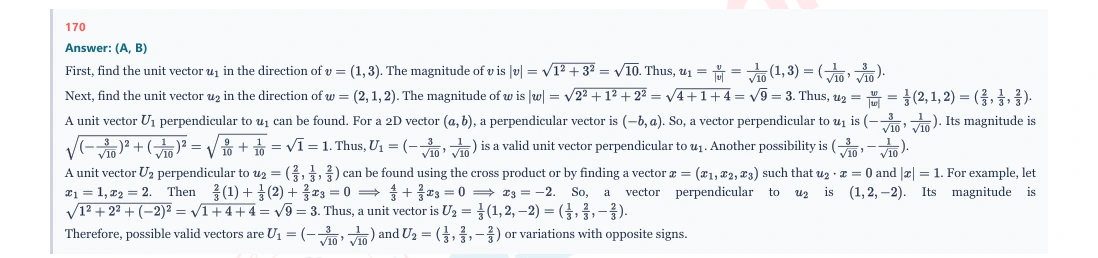 170
Answer: (A, B)
First, find the unit vector u₁ in the direction of v = (1, 3). The magnitude of v is |v| = √(1² + 3²) = √10. Thus, u₁ = v/|v| = 1/√10 (1, 3) = (1/√10, 3/√10).
Next, find the unit vector u₂ in the direction of w = (2, 1, 2). The magnitude of w is |w| = √(2² + 1² + 2²) = √(4 + 1 + 4) = √9 = 3. Thus, u₂ = w/|w| = 1/3 (2, 1, 2) = (2/3, 1/3, 2/3).
A unit vector U₁ perpendicular to u₁ can be found. For a 2D vector (a, b), a perpendicular vector is (−b, a). So, a vector perpendicular to u₁ is (−3/√10, 1/√10). Its magnitude is
√((−3/√10)² + (1/√10)²) = √(9/10 + 1/10) = √1 = 1. Thus, U₁ = (−3/√10, 1/√10) is a valid unit vector perpendicular to u₁. Another possibility is (3/√10, −1/√10).
A unit vector U₂ perpendicular to u₂ = (2/3, 1/3, 2/3) can be found using the cross product or by finding a vector x = (x₁, x₂, x₃) such that u₂ · x = 0 and |x| = 1. For example, let
x₁ = 1, x₂ = 2. Then 2/3(1) + 1/3(2) + 2/3x₃ = 0 ⟹ 4/3 + 2/3x₃ = 0 ⟹ x₃ = −2. So, a vector perpendicular to u₂ is (1, 2, −2). Its magnitude is
√(1² + 2² + (−2)²) = √(1 + 4 + 4) = √9 = 3. Thus, a unit vector is U₂ = 1/3 (1, 2, −2) = (1/3, 2/3, −2/3).
Therefore, possible valid vectors are U₁ = (−3/√10, 1/√10) and U₂ = (1/3, 2/3, −2/3) or variations with opposite signs.